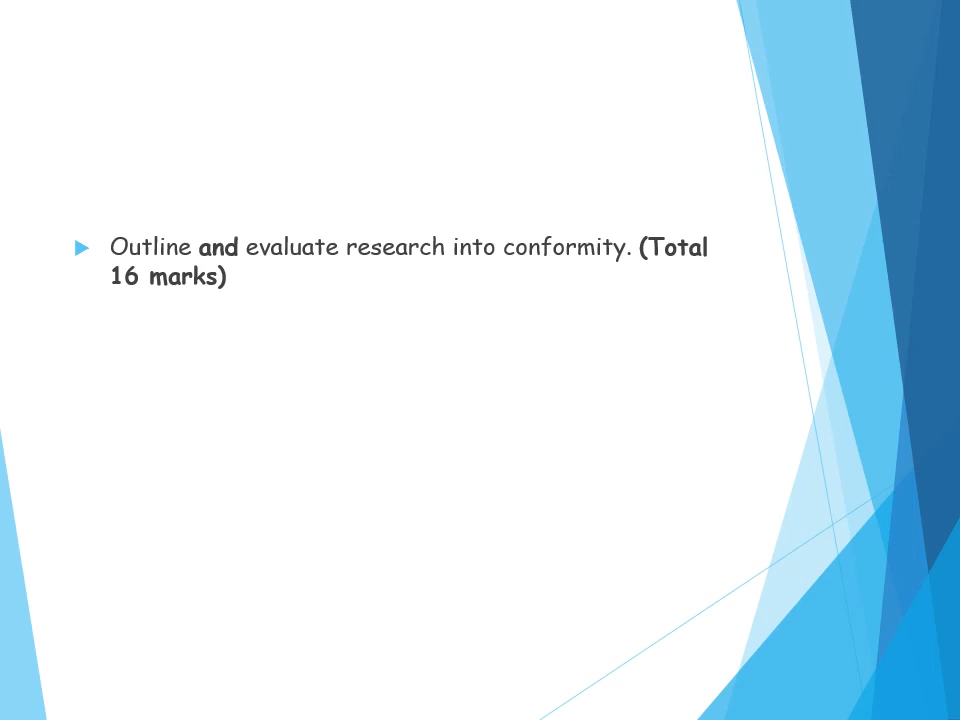 Outline and evaluate research into conformity. (Total
16 marks)